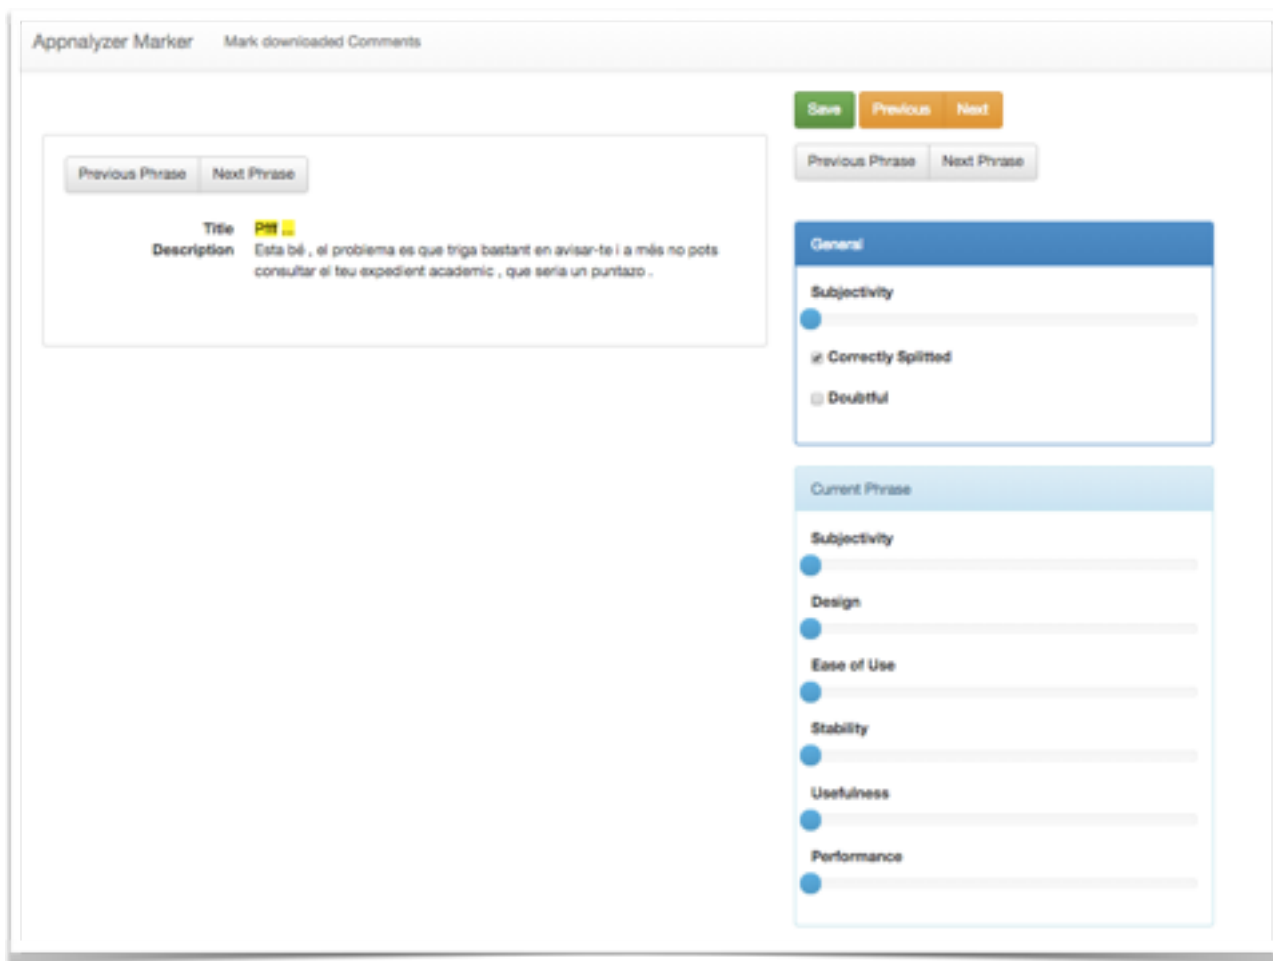 Appnalyzer Marker Mark downloaded Comments
Previous Phrase Next Phrase
Title Pffff ...
Description Esta bé , el problema es que triga bastant en avisar-te i a més no pots
consultar el teu expedient academic , que seria un puntazo .
Save Previous Next
Previous Phrase Next Phrase
General
Subjectivity
Correctly Splitted
Doubtful
Current Phrase
Subjectivity
Design
Ease of Use
Stability
Usefulness
Performance